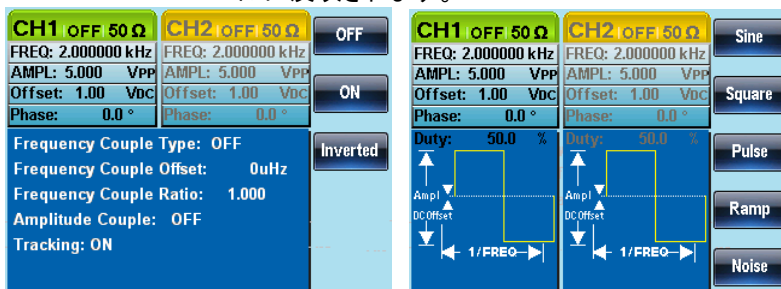 CH1 OFF 50 Ω CH2 OFF 50 Ω
FREQ: 2.000000 kHz FREQ: 2.000000 kHz
AMPL: 5.000 VPP AMPL: 5.000 VPP
Offset: 1.00 VDC Offset: 1.00 VDC
Phase: 0.0 ° Phase: 0.0 °
Frequency Couple Type: OFF
Frequency Couple Offset: 0uHz
Frequency Couple Ratio: 1.000
Amplitude Couple: OFF
Tracking: ON
OFF
ON
Inverted
CH1 OFF 50 Ω CH2 OFF 50 Ω
FREQ: 2.000000 kHz FREQ: 2.000000 kHz
AMPL: 5.000 VPP AMPL: 5.000 VPP
Offset: 1.00 VDC Offset: 1.00 VDC
Phase: 0.0 ° Phase: 0.0 °
Duty: 50.0 % Duty: 50.0 %
Ampl Ampl
DC Offset DC Offset
1/FREQ 1/FREQ
Sine
Square
Pulse
Ramp
Noise